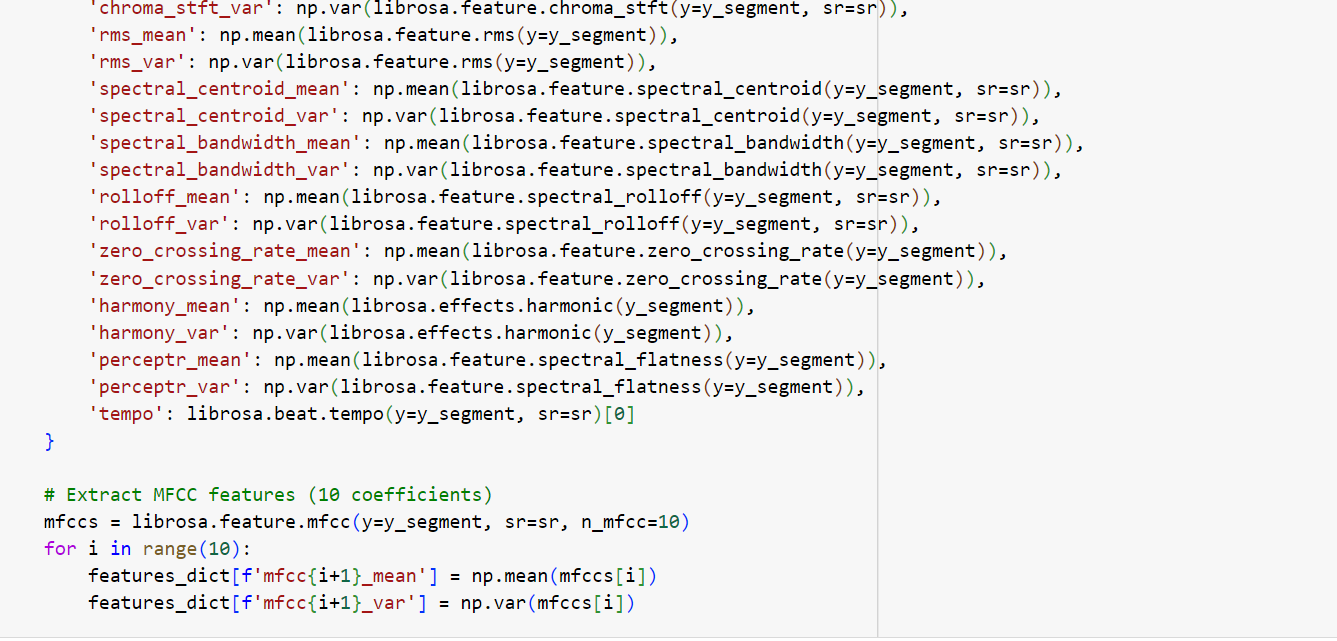 'chroma_stft_var': np.var(librosa.feature.chroma_stft(y=y_segment, sr=sr)),
'rms_mean': np.mean(librosa.feature.rms(y=y_segment)),
'rms_var': np.var(librosa.feature.rms(y=y_segment)),
'spectral_centroid_mean': np.mean(librosa.feature.spectral_centroid(y=y_segment, sr=sr)),
'spectral_centroid_var': np.var(librosa.feature.spectral_centroid(y=y_segment, sr=sr)),
'spectral_bandwidth_mean': np.mean(librosa.feature.spectral_bandwidth(y=y_segment, sr=sr)),
'spectral_bandwidth_var': np.var(librosa.feature.spectral_bandwidth(y=y_segment, sr=sr)),
'rolloff_mean': np.mean(librosa.feature.spectral_rolloff(y=y_segment, sr=sr)),
'rolloff_var': np.var(librosa.feature.spectral_rolloff(y=y_segment, sr=sr)),
'zero_crossing_rate_mean': np.mean(librosa.feature.zero_crossing_rate(y=y_segment)),
'zero_crossing_rate_var': np.var(librosa.feature.zero_crossing_rate(y=y_segment)),
'harmony_mean': np.mean(librosa.effects.harmonic(y_segment)),
'harmony_var': np.var(librosa.effects.harmonic(y_segment)),
'perceptr_mean': np.mean(librosa.feature.spectral_flatness(y=y_segment)),
'perceptr_var': np.var(librosa.feature.spectral_flatness(y=y_segment)),
'tempo': librosa.beat.tempo(y=y_segment, sr=sr)[0]
}
# Extract MFCC features (10 coefficients)
mfccs = librosa.feature.mfcc(y=y_segment, sr=sr, n_mfcc=10)
for i in range(10):
features_dict[f'mfcc{i+1}_mean'] = np.mean(mfccs[i])
features_dict[f'mfcc{i+1}_var'] = np.var(mfccs[i])